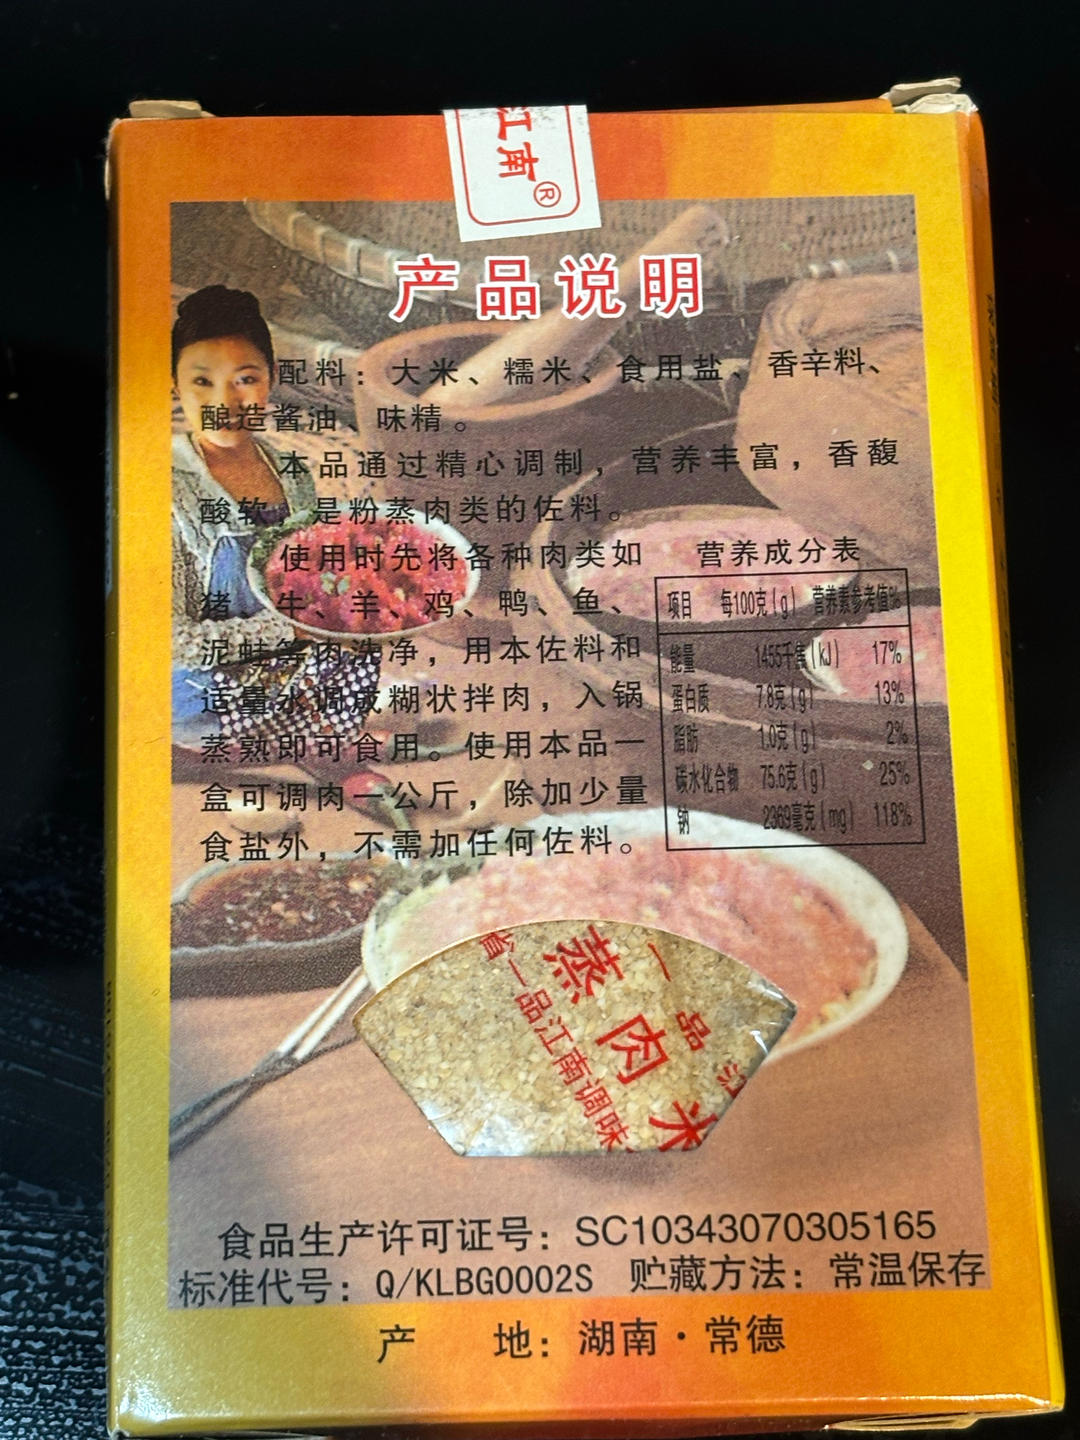 江南®
产品说明
配料：大米、糯米、食用盐、香辛料、
酿造酱油、味精。
本品通过精心调制，营养丰富，香馥
酸软，是粉蒸肉类的佐料。
使用时先将各种肉类如
猪、牛、羊、鸡、鸭、鱼、
泥蛙等肉洗净，用本佐料和
适量水调成糊状拌肉，入锅
蒸熟即可食用。使用本品一
盒可调肉一公斤，除加少量
食盐外，不需加任何佐料。
营养成分表
项目 每100克(g) 营养素参考值%
能量 1455千焦(kJ) 17%
蛋白质 7.8克(g) 13%
脂肪 1.0克(g) 2%
碳水化合物 75.6克(g) 25%
钠 2369毫克(mg) 118%
一品江
蒸肉米
省一品江南调味
食品生产许可证号：SC10343070305165
标准代号：Q/KLBG0002S 贮藏方法：常温保存
产 地：湖南·常德